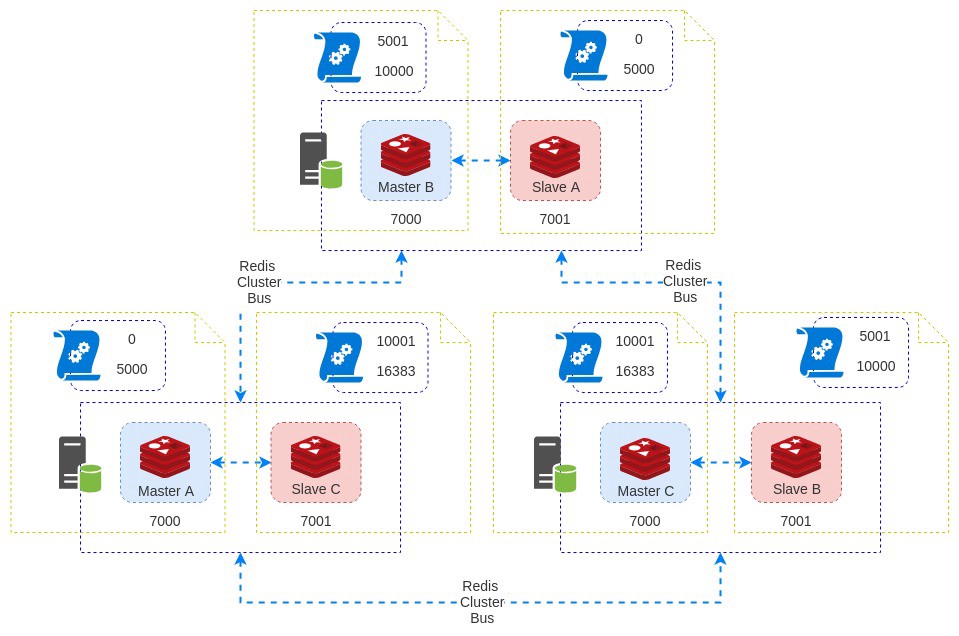 5001
10000
0
5000
Master B
Slave A
7000
7001
Redis
Cluster
Bus
Redis
Cluster
Bus
0
5000
10001
16383
10001
16383
5001
10000
Master A
Slave C
Master C
Slave B
7000
7001
7000
7001
Redis
Cluster
Bus